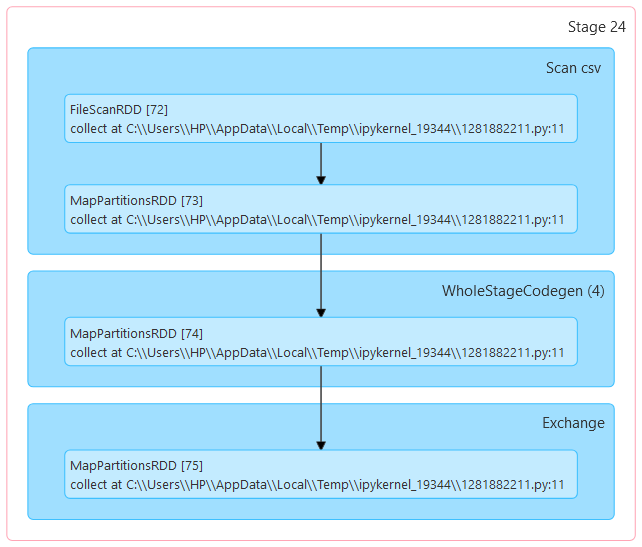 Stage 24
Scan csv
FileScanRDD [72]
collect at C:\\Users\\HP\\AppData\\Local\\Temp\\ipykernel_19344\\1281882211.py:11
MapPartitionsRDD [73]
collect at C:\\Users\\HP\\AppData\\Local\\Temp\\ipykernel_19344\\1281882211.py:11
WholeStageCodegen (4)
MapPartitionsRDD [74]
collect at C:\\Users\\HP\\AppData\\Local\\Temp\\ipykernel_19344\\1281882211.py:11
Exchange
MapPartitionsRDD [75]
collect at C:\\Users\\HP\\AppData\\Local\\Temp\\ipykernel_19344\\1281882211.py:11